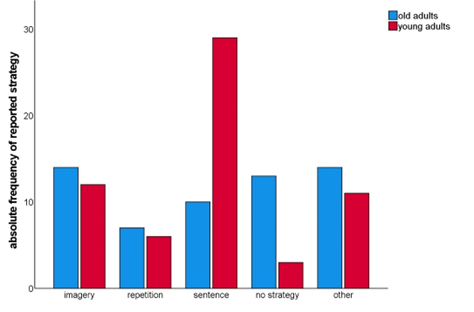 old adults
young adults
absolute frequency of reported strategy
30
20
10
0
imagery repetition sentence no strategy other